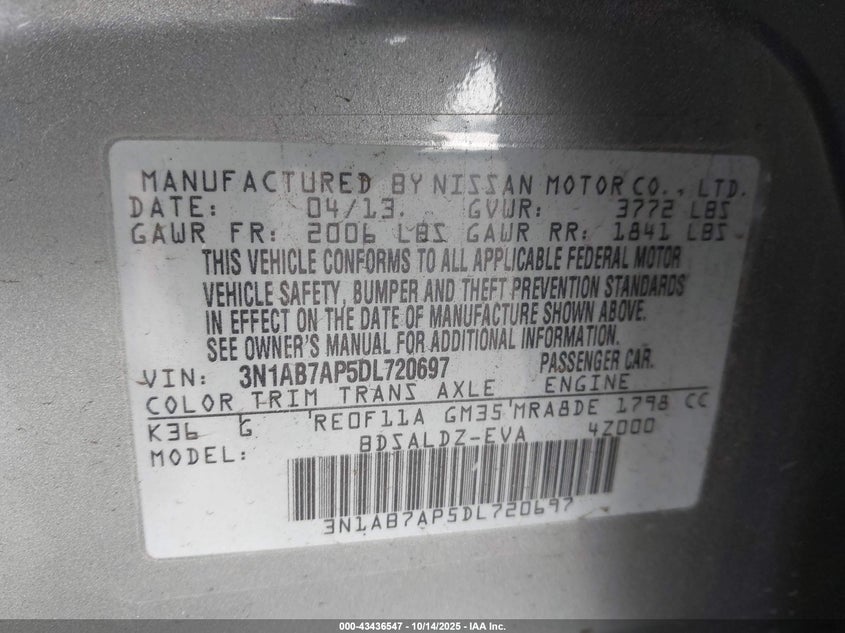 MANUFACTURED BY NISSAN MOTOR CO., LTD.
DATE: 04/13. GVWR: 3772 LBS
GAWR FR: 2006 LBS GAWR RR: 1841 LBS
THIS VEHICLE CONFORMS TO ALL APPLICABLE FEDERAL MOTOR
VEHICLE SAFETY, BUMPER AND THEFT PREVENTION STANDARDS
IN EFFECT ON THE DATE OF MANUFACTURE SHOWN ABOVE.
SEE OWNER'S MANUAL FOR ADDITIONAL INFORMATION.
VIN: 3N1AB7AP5DL720697 PASSENGER CAR.
COLOR TRIM TRANS AXLE ENGINE
K36 G RE0F11A GM35 MRA8DE 1798 CC
MODEL: BDSALDZ-EVA 4Z000
3N1AB7AP5DL720697
000-43436547 - 10/14/2025 - IAA Inc.